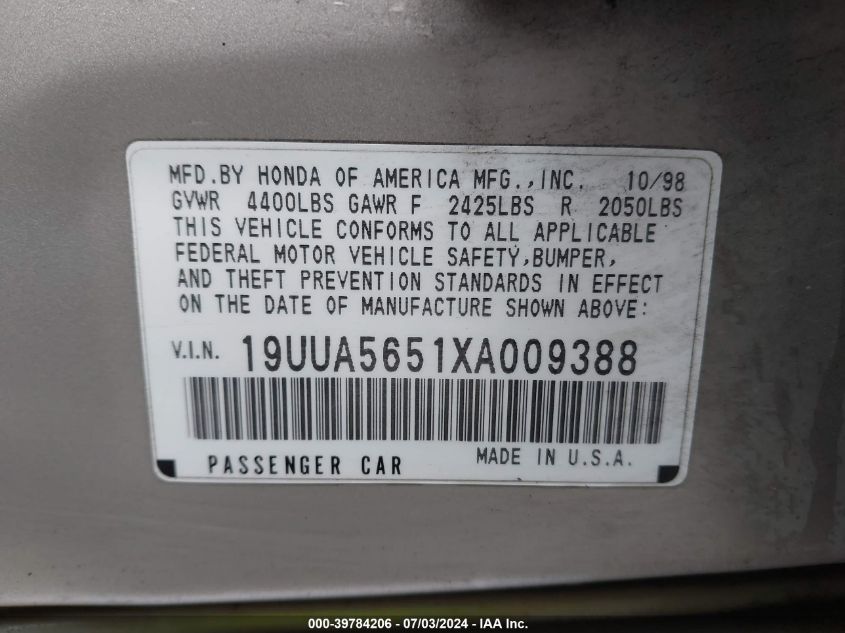 MFD.BY HONDA OF AMERICA MFG.,INC. 10/98
GVWR 4400LBS GAWR F 2425LBS R 2050LBS
THIS VEHICLE CONFORMS TO ALL APPLICABLE
FEDERAL MOTOR VEHICLE SAFETY,BUMPER,
AND THEFT PREVENTION STANDARDS IN EFFECT
ON THE DATE OF MANUFACTURE SHOWN ABOVE:
V.I.N. 19UUA5651XA009388
PASSENGER CAR MADE IN U.S.A.
000-39784206 - 07/03/2024 - IAA Inc.